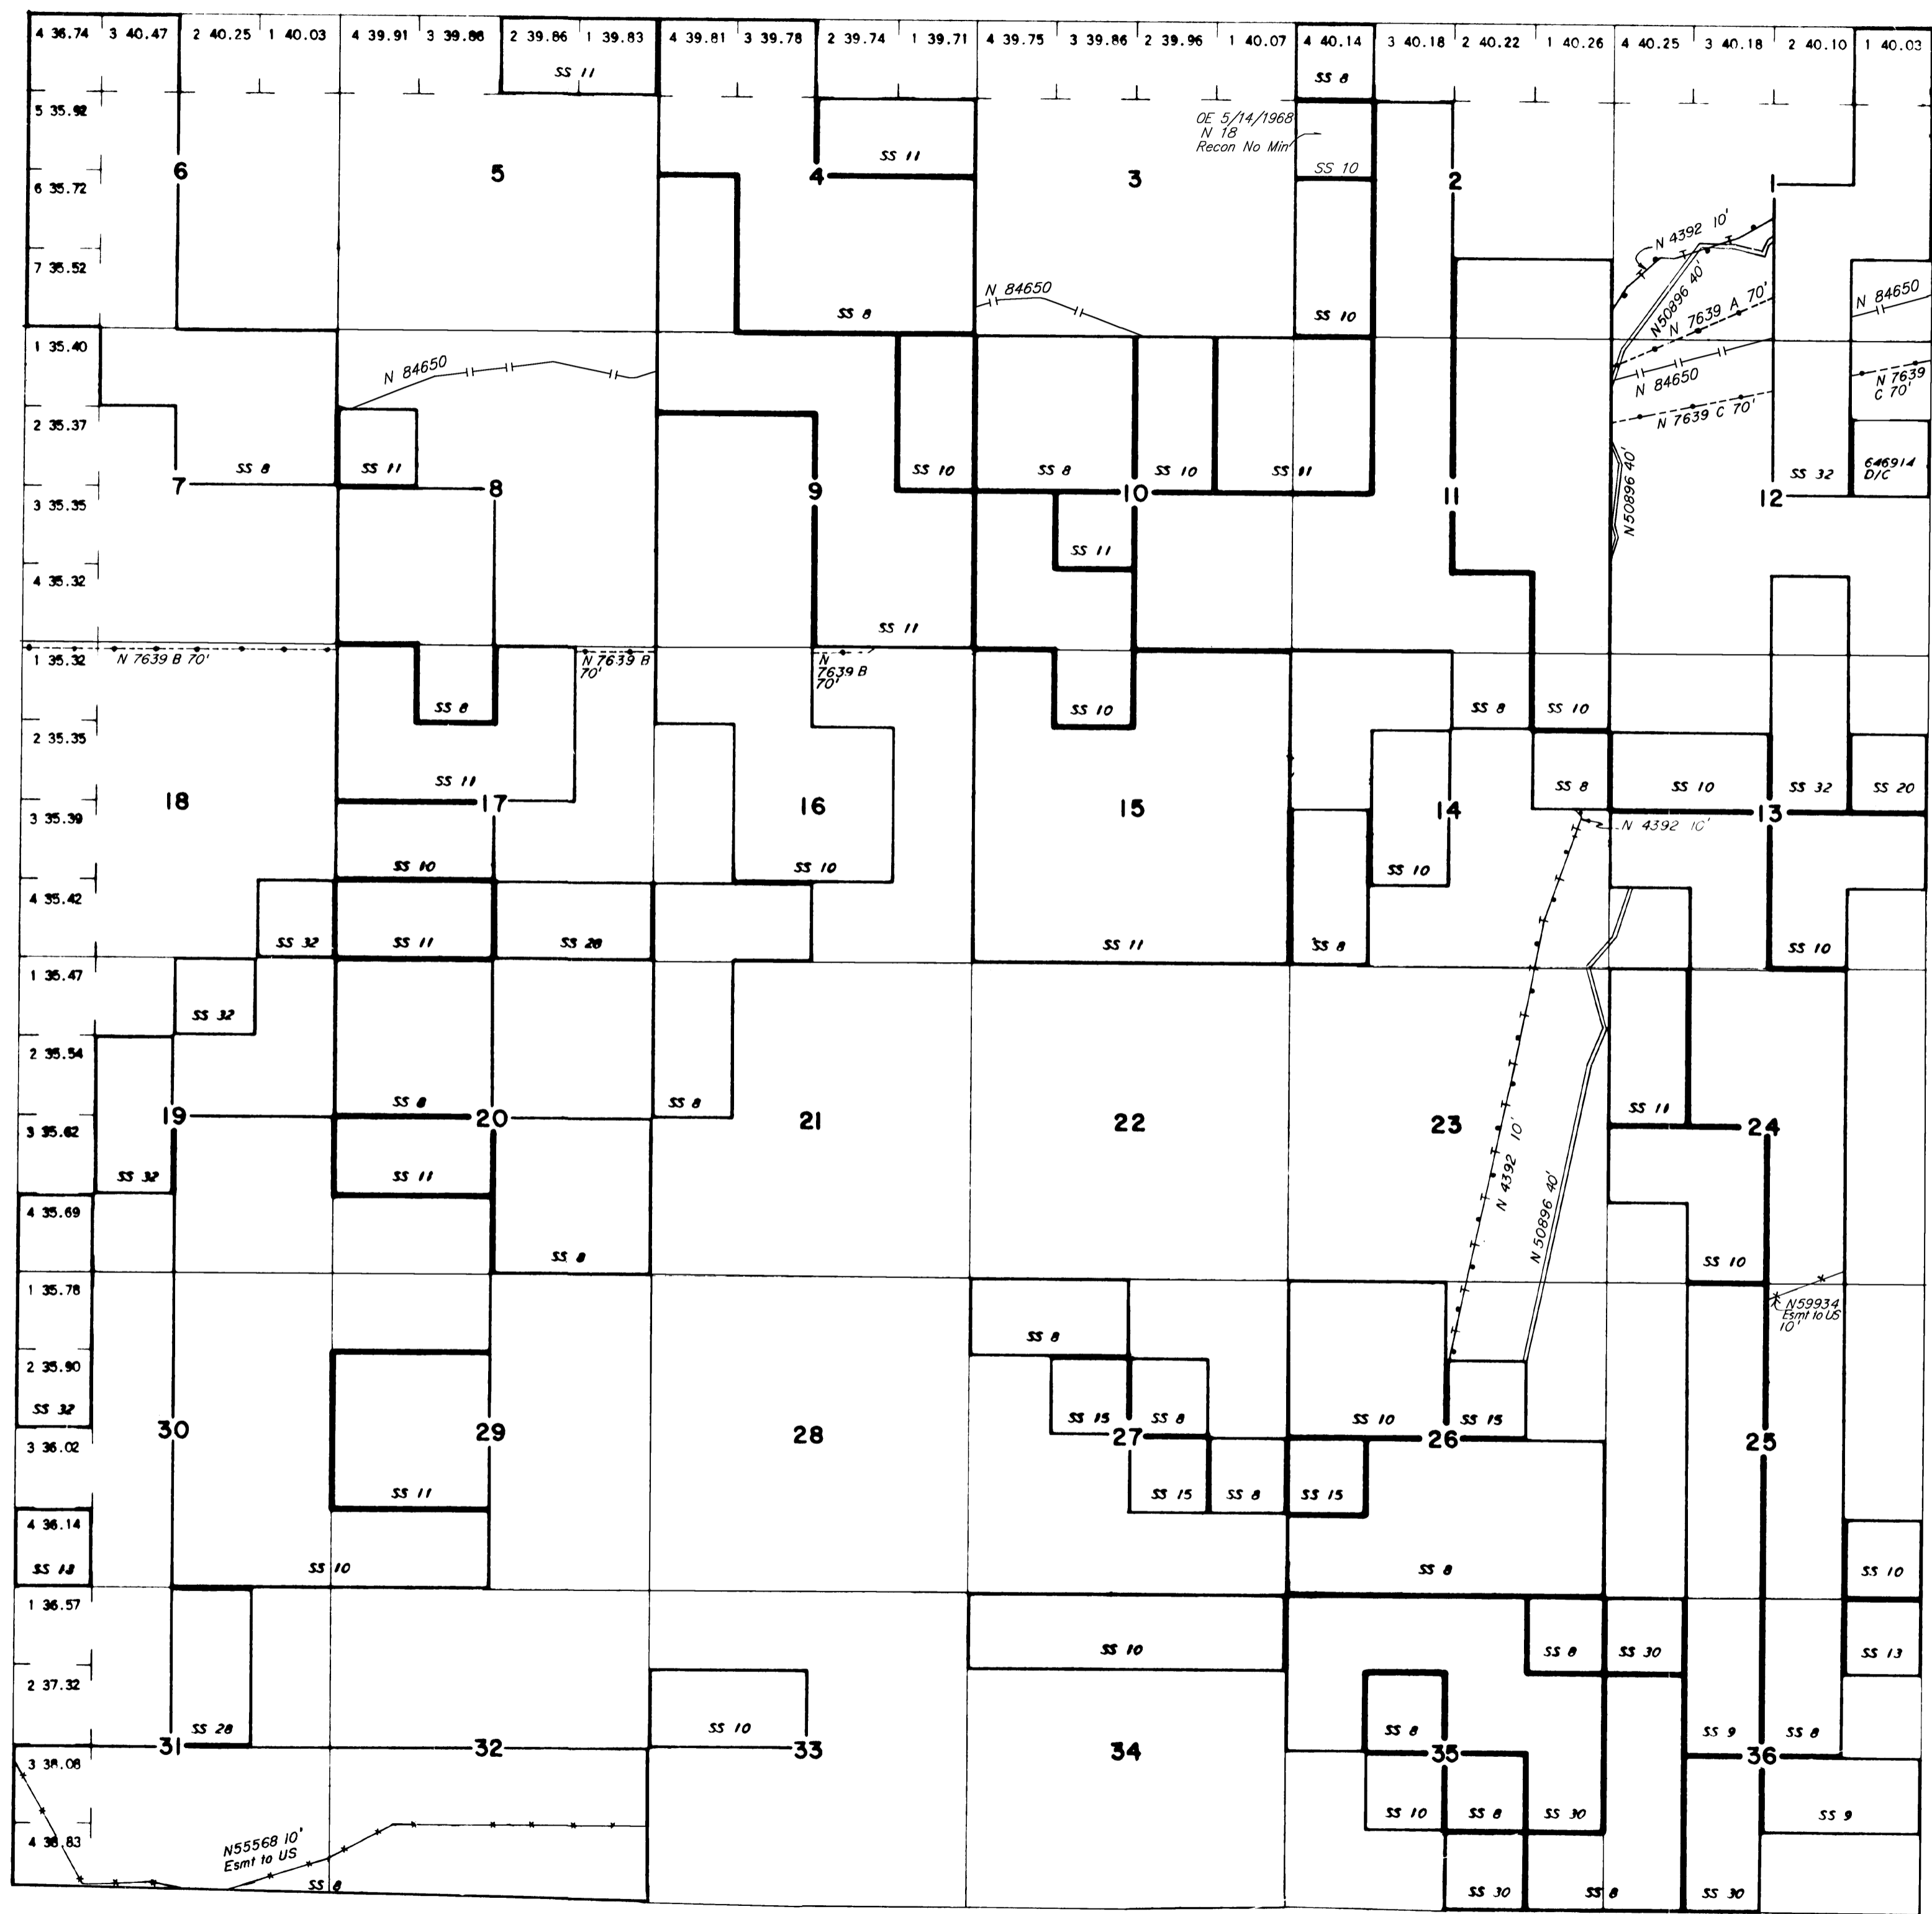 4 36.74 3 40.47 2 40.25 1 40.03 4 39.91 3 39.88 2 39.86 1 39.83 4 39.81 3 39.78 2 39.74 1 39.71 4 39.75 3 39.86 2 39.96 1 40.07 4 40.14 3 40.18 2 40.22 1 40.26 4 40.25 3 40.18 2 40.10 1 40.03
SS 11 SS 8
5 35.92
OE 5/14/1968
N 18
Recon No Min
SS 11 SS 10
6 5 4 3 2 1
6 35.72
N 4392 10'
7 35.52
N50896 40'
N 84650 N 7639 A 70' N 84650
SS 8 SS 10
1 35.40
N 84650 N 84650
N 7639
C 70'
N 7639 C 70'
2 35.37
SS 8 SS 11 SS 10 SS 8 SS 10 SS 11 SS 32
646914
D/C
7 8 9 10 11 12
N50896 40'
3 35.35
SS 11
4 35.32
SS 11
1 35.32
N 7639 B 70'
N 7639 B
70'
N
7639 B
70'
SS 8 SS 10 SS 8 SS 10
2 35.35
SS 11 SS 8 SS 10 SS 32 SS 20
18 17 16 15 14 13
3 35.39
N 4392 10'
SS 10 SS 10 SS 10
4 35.42
SS 32 SS 11 SS 28 SS 11 SS 8 SS 10
1 35.47
SS 32
2 35.54
SS 8 SS 8 SS 11
19 20 21 22 23 24
3 35.62
N 4392 10'
SS 32 SS 11
4 35.69
N 50896 40'
SS 8 SS 10
1 35.78
N59934
Esmt to US
10'
SS 8
2 35.90
SS 32 SS 15 SS 8 SS 10 SS 15
30 29 28 27 26 25
3 36.02
SS 11 SS 15 SS 8 SS 15
4 36.14
SS 13 SS 10 SS 8 SS 10
1 36.57
SS 10 SS 8 SS 30 SS 13
2 37.32
SS 28 SS 10 SS 8 SS 9 SS 8
31 32 33 34 35 36
3 38.08
SS 10 SS 8 SS 30 SS 9
4 38.83
N55568 10'
Esmt to US
SS 8 SS 30 SS 8 SS 30